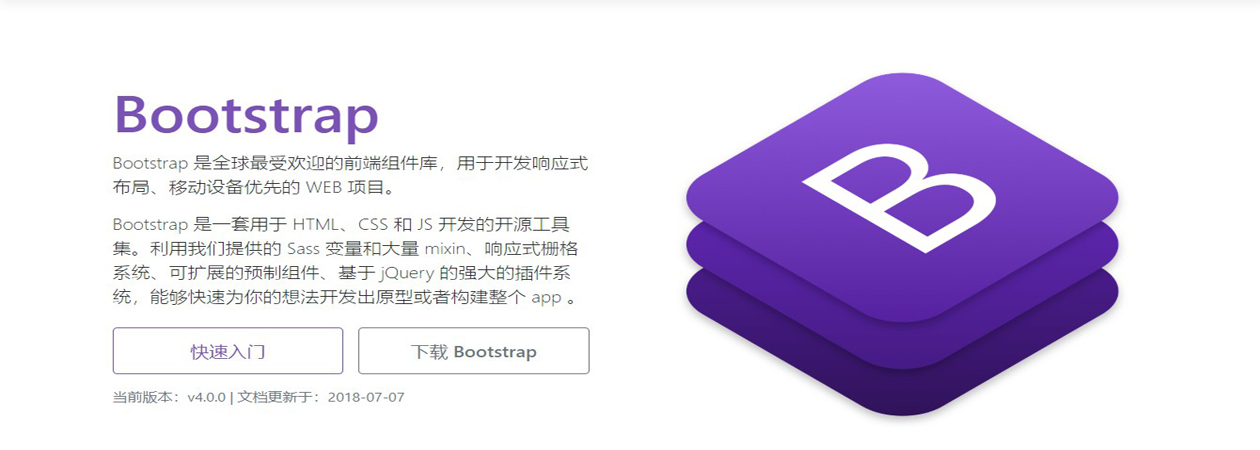 Bootstrap
Bootstrap 是全球最受欢迎的前端组件库，用于开发响应式
布局、移动设备优先的 WEB 项目。
Bootstrap 是一套用于 HTML、CSS 和 JS 开发的开源工具
集。利用我们提供的 Sass 变量和大量 mixin、响应式栅格
系统、可扩展的预制组件、基于 jQuery 的强大的插件系
统，能够快速为你的想法开发出原型或者构建整个 app 。
快速入门
下载 Bootstrap
当前版本：v4.0.0 | 文档更新于：2018-07-07
B